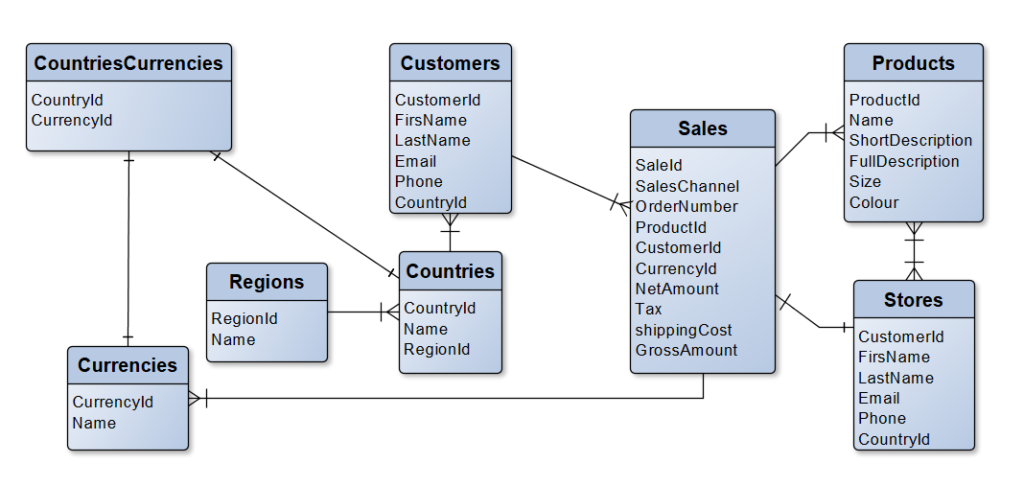 CountriesCurrencies
CountryId
CurrencyId
Customers
CustomerId
FirsName
LastName
Email
Phone
CountryId
Sales
SaleId
SalesChannel
OrderNumber
ProductId
CustomerId
CurrencyId
NetAmount
Tax
shippingCost
GrossAmount
Products
ProductId
Name
ShortDescription
FullDescription
Size
Colour
Regions
RegionId
Name
Countries
CountryId
Name
RegionId
Stores
CustomerId
FirsName
LastName
Email
Phone
CountryId
Currencies
CurrencyId
Name